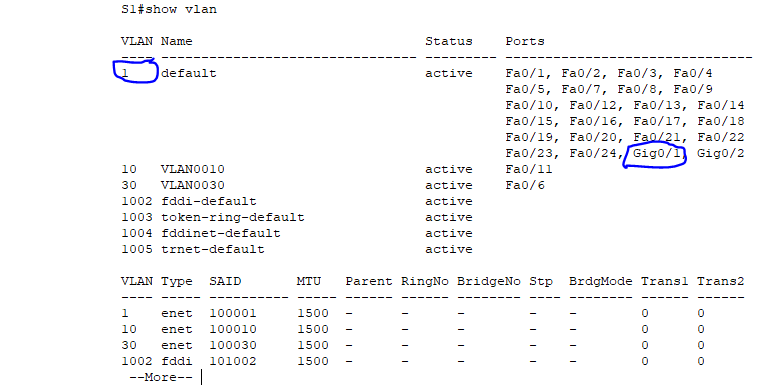 S1#show vlan
VLAN Name                             Status    Ports
---- -------------------------------- --------- -------------------------------
1    default                          active    Fa0/1, Fa0/2, Fa0/3, Fa0/4
                                                Fa0/5, Fa0/7, Fa0/8, Fa0/9
                                                Fa0/10, Fa0/12, Fa0/13, Fa0/14
                                                Fa0/15, Fa0/16, Fa0/17, Fa0/18
                                                Fa0/19, Fa0/20, Fa0/21, Fa0/22
                                                Fa0/23, Fa0/24, Gig0/1, Gig0/2
10   VLAN0010                         active    Fa0/11
30   VLAN0030                         active    Fa0/6
1002 fddi-default                     active
1003 token-ring-default               active
1004 fddinet-default                  active
1005 trnet-default                    active
VLAN Type  SAID       MTU   Parent RingNo BridgeNo Stp  BrdgMode Trans1 Trans2
---- ----- ---------- ----- ------ ------ -------- ---- -------- ------ ------
1    enet  100001     1500  -      -      -        -    -        0      0
10   enet  100010     1500  -      -      -        -    -        0      0
30   enet  100030     1500  -      -      -        -    -        0      0
1002 fddi  101002     1500  -      -      -        -    -        0      0
 --More--